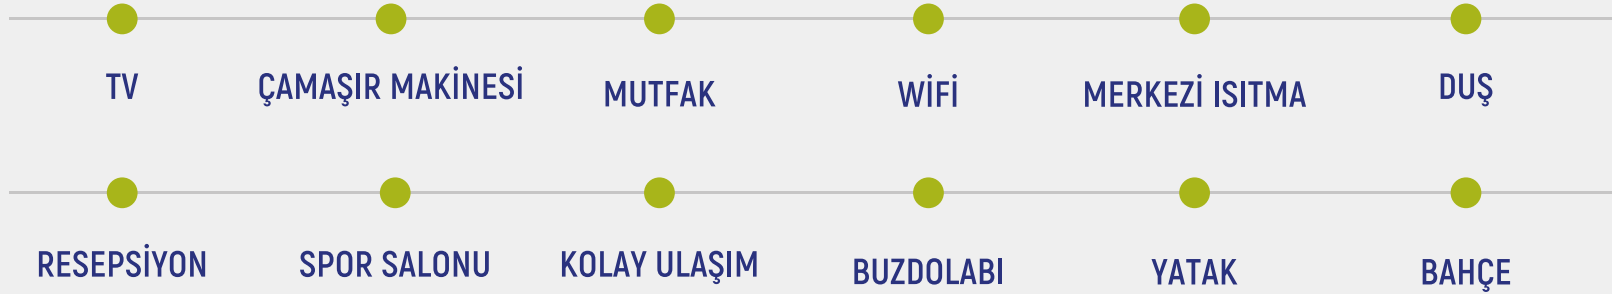 TV
ÇAMAŞIR MAKİNESİ
MUTFAK
WİFİ
MERKEZİ ISITMA
DUŞ
RESEPSİYON
SPOR SALONU
KOLAY ULAŞIM
BUZDOLABI
YATAK
BAHÇE